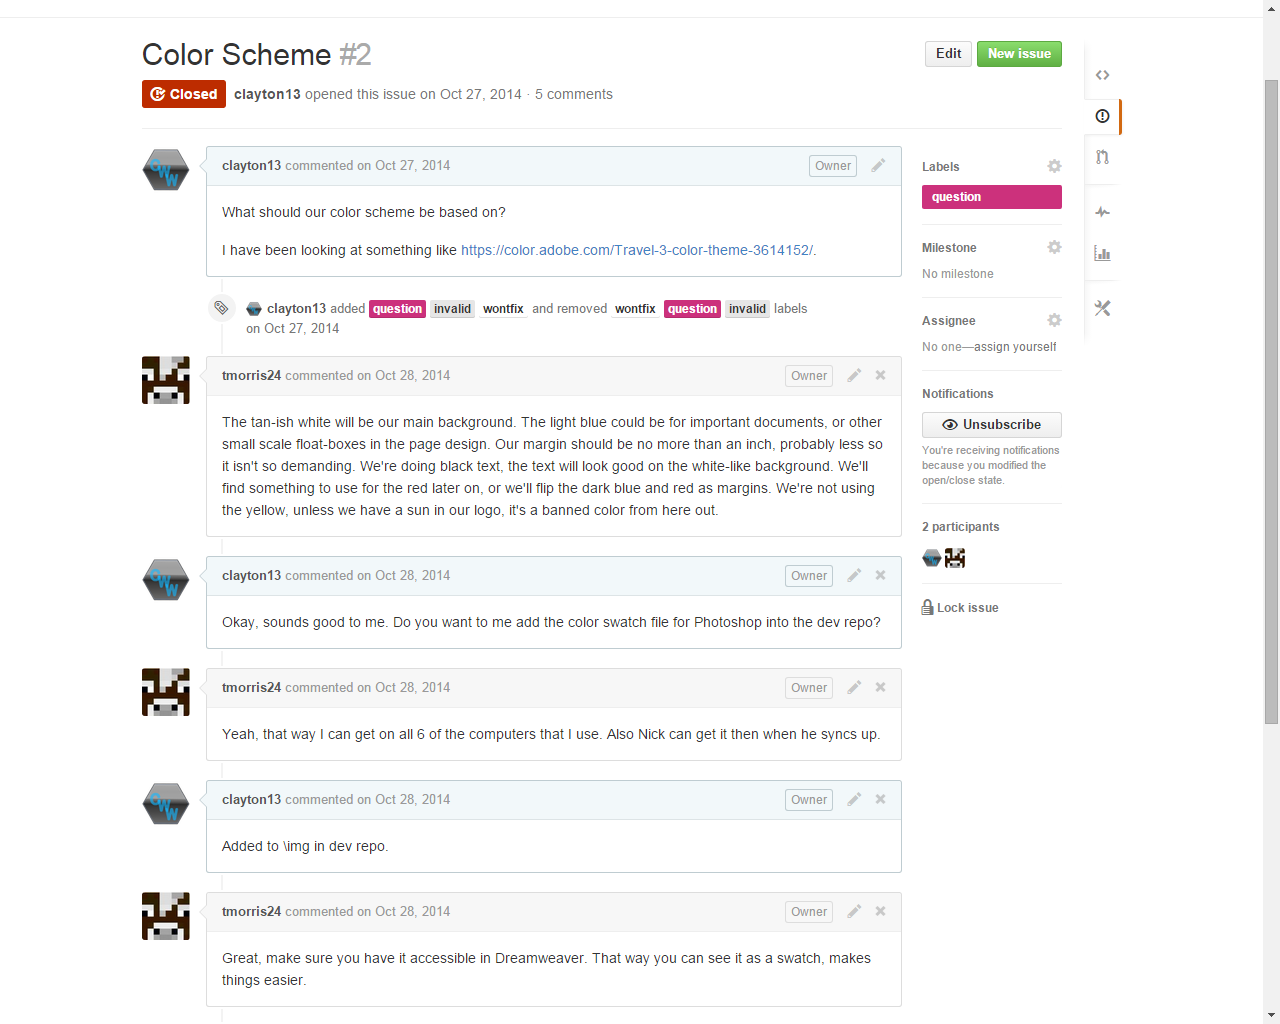 Color Scheme #2
Edit
New issue
Closed
clayton13 opened this issue on Oct 27, 2014 · 5 comments
clayton13 commented on Oct 27, 2014
Owner
What should our color scheme be based on?
I have been looking at something like https://color.adobe.com/Travel-3-color-theme-3614152/.
clayton13 added question invalid wontfix and removed wontfix question invalid labels
on Oct 27, 2014
tmorris24 commented on Oct 28, 2014
Owner
The tan-ish white will be our main background. The light blue could be for important documents, or other
small scale float-boxes in the page design. Our margin should be no more than an inch, probably less so
it isn't so demanding. We're doing black text, the text will look good on the white-like background. We'll
find something to use for the red later on, or we'll flip the dark blue and red as margins. We're not using
the yellow, unless we have a sun in our logo, it's a banned color from here out.
clayton13 commented on Oct 28, 2014
Owner
Okay, sounds good to me. Do you want to me add the color swatch file for Photoshop into the dev repo?
tmorris24 commented on Oct 28, 2014
Owner
Yeah, that way I can get on all 6 of the computers that I use. Also Nick can get it then when he syncs up.
clayton13 commented on Oct 28, 2014
Owner
Added to \img in dev repo.
tmorris24 commented on Oct 28, 2014
Owner
Great, make sure you have it accessible in Dreamweaver. That way you can see it as a swatch, makes
things easier.
Labels
question
Milestone
No milestone
Assignee
No one—assign yourself
Notifications
Unsubscribe
You're receiving notifications
because you modified the
open/close state.
2 participants
Lock issue
GWW
GWW
GWW